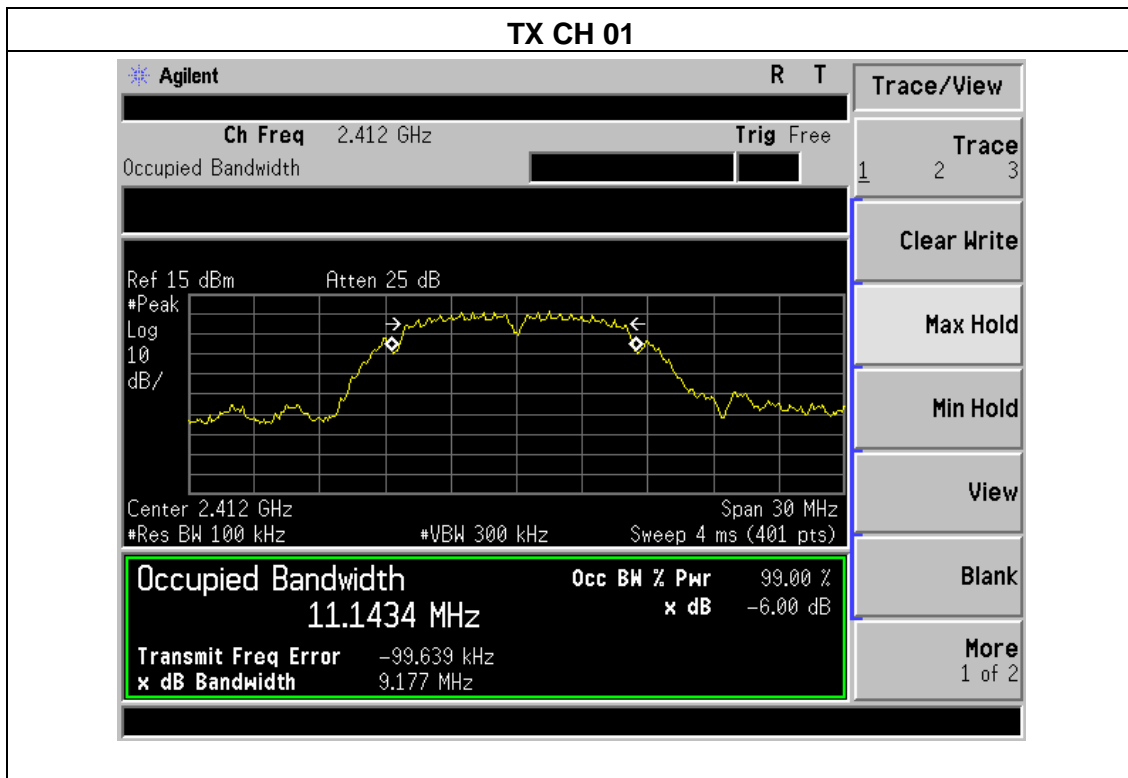 TX CH 01
Agilent R T
Trace/View
Ch Freq 2.412 GHz Trig Free
Occupied Bandwidth
Trace
1 2 3
Clear Write
Ref 15 dBm Atten 25 dB
#Peak
Log
10
dB/
Max Hold
Min Hold
View
Center 2.412 GHz Span 30 MHz
#Res BW 100 kHz #VBW 300 kHz Sweep 4 ms (401 pts)
Occupied Bandwidth Occ BW % Pwr 99.00 %
11.1434 MHz x dB -6.00 dB
Blank
Transmit Freq Error -99.639 kHz
x dB Bandwidth 9.177 MHz
More
1 of 2